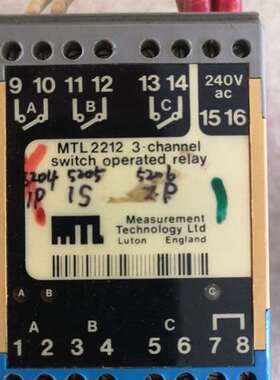 9 10 11 12 13 14 240V
ac
A B C 15 16
MTL 2212 3-channel
switch operated relay
5204 5205 5206
1P 1S 2P
MTL
Measurement
Technology Ltd
Luton England
A B C
A B C
1 2 3 4 5 6 7 8